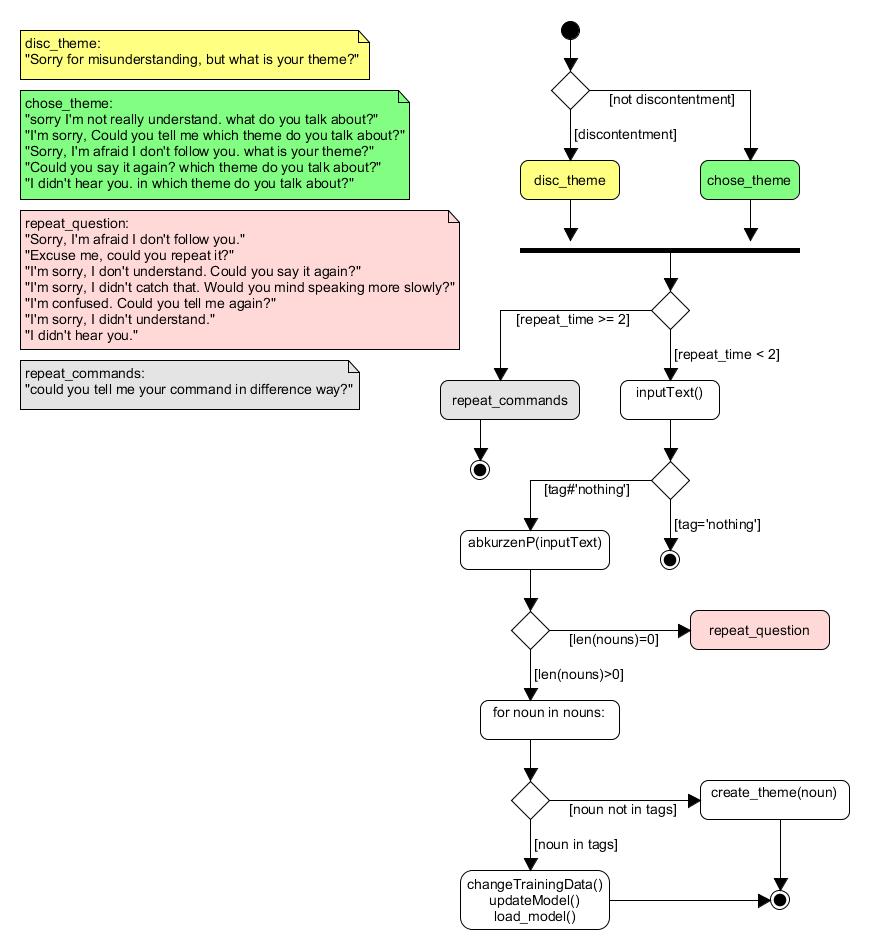 disc_theme:
"Sorry for misunderstanding, but what is your theme?"
chose_theme:
"sorry I'm not really understand. what do you talk about?"
"I'm sorry, Could you tell me which theme do you talk about?"
"Sorry, I'm afraid I don't follow you. what is your theme?"
"Could you say it again? which theme do you talk about?"
"I didn't hear you. in which theme do you talk about?"
repeat_question:
"Sorry, I'm afraid I don't follow you."
"Excuse me, could you repeat it?"
"I'm sorry, I don't understand. Could you say it again?"
"I'm sorry, I didn't catch that. Would you mind speaking more slowly?"
"I'm confused. Could you tell me again?"
"I'm sorry, I didn't understand."
"I didn't hear you."
repeat_commands:
"could you tell me your command in difference way?"
[not discontentment]
[discontentment]
disc_theme
chose_theme
[repeat_time >= 2]
[repeat_time < 2]
repeat_commands
inputText()
[tag#'nothing']
[tag='nothing']
abkurzenP(inputText)
[len(nouns)=0]
repeat_question
[len(nouns)>0]
for noun in nouns:
[noun not in tags]
create_theme(noun)
[noun in tags]
changeTrainingData()
updateModel()
load_model()